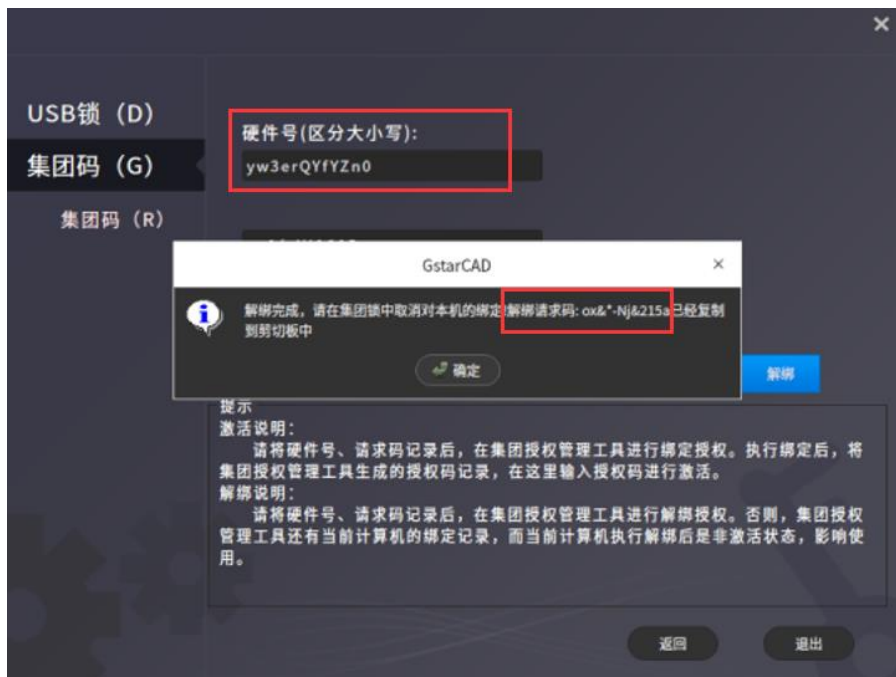 USB锁（D）
集团码（G）
集团码（R）
硬件号(区分大小写):
yw3erQYfYZn0
GstarCAD
解绑完成，请在集团锁中取消对本机的绑定!解绑请求码: ox&*-Nj&215a已经复制
到剪切板中
确定
解绑
提示
激活说明：
请将硬件号、请求码记录后，在集团授权管理工具进行绑定授权。执行绑定后，将
集团授权管理工具生成的授权码记录，在这里输入授权码进行激活。
解绑说明：
请将硬件号、请求码记录后，在集团授权管理工具进行解绑授权。否则，集团授权
管理工具还有当前计算机的绑定记录，而当前计算机执行解绑后是非激活状态，影响使
用。
返回
退出